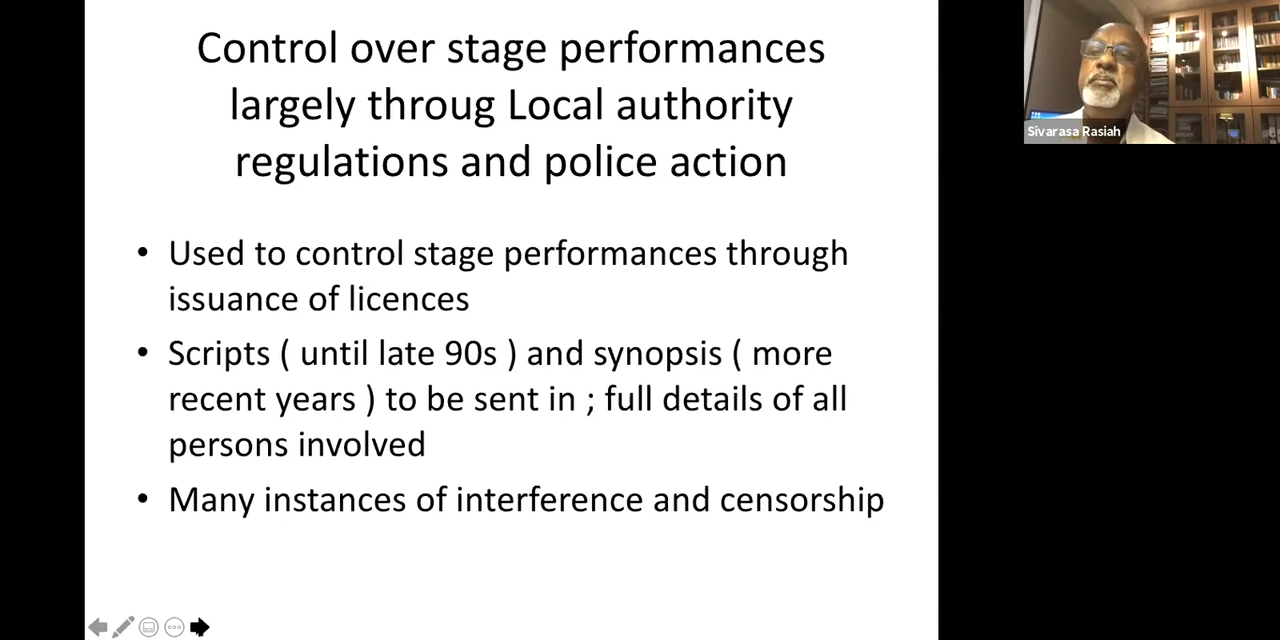 Control over stage performances
largely throug Local authority
regulations and police action
• Used to control stage performances through
issuance of licences
• Scripts ( until late 90s ) and synopsis ( more
recent years ) to be sent in ; full details of all
persons involved
• Many instances of interference and censorship
Sivarasa Rasiah